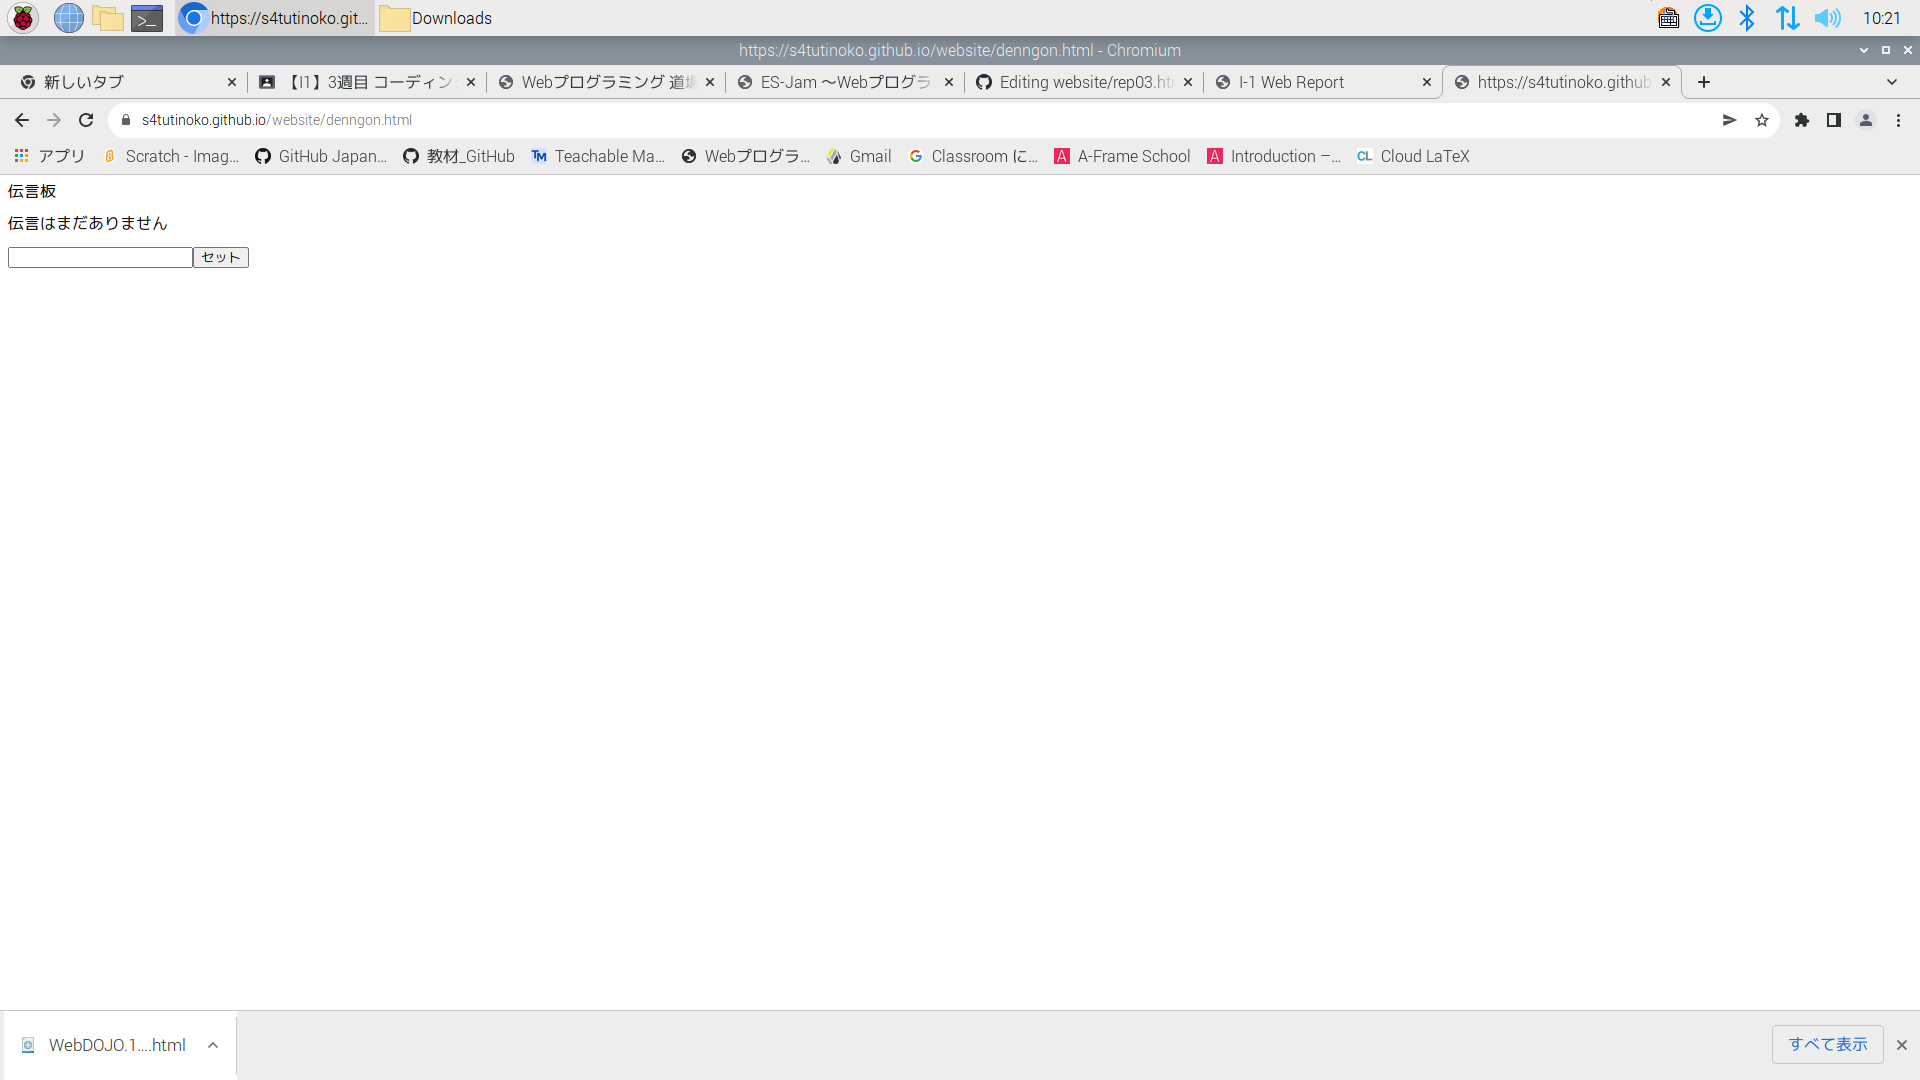 https://s4tutinoko.git...
Downloads
10:21
https://s4tutinoko.github.io/website/denngon.html - Chromium
新しいタブ
【I1】3週目 コーディン
Webプログラミング 道場
ES-Jam ～Webプログラ
Editing website/rep03.ht
I-1 Web Report
https://s4tutinoko.github
s4tutinoko.github.io/website/denngon.html
アプリ
Scratch - Imag...
GitHub Japan...
教材_GitHub
Teachable Ma...
Webプログラ...
Gmail
Classroom に...
A-Frame School
Introduction –...
Cloud LaTeX
伝言板
伝言はまだありません
セット
WebDOJO.1....html
すべて表示